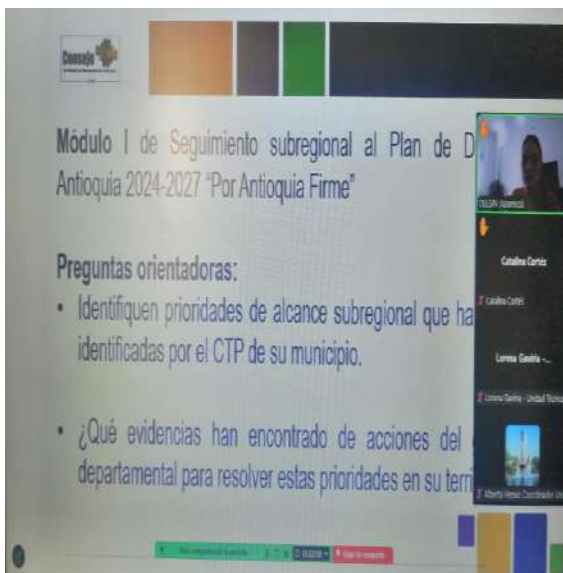 Consejo
Módulo I de Seguimiento subregional al Plan de D
Antioquia 2024-2027 “Por Antioquia Firme”
Preguntas orientadoras:
• Identifiquen prioridades de alcance subregional que ha
identificadas por el CTP de su municipio.
• ¿Qué evidencias han encontrado de acciones del
departamental para resolver estas prioridades en su terri
Catalina Cortés
Catalina Cortés
Lorena Gaviria -...
Lorena Gaviria - Unidad Técnica
Alberto Henao Coordinador